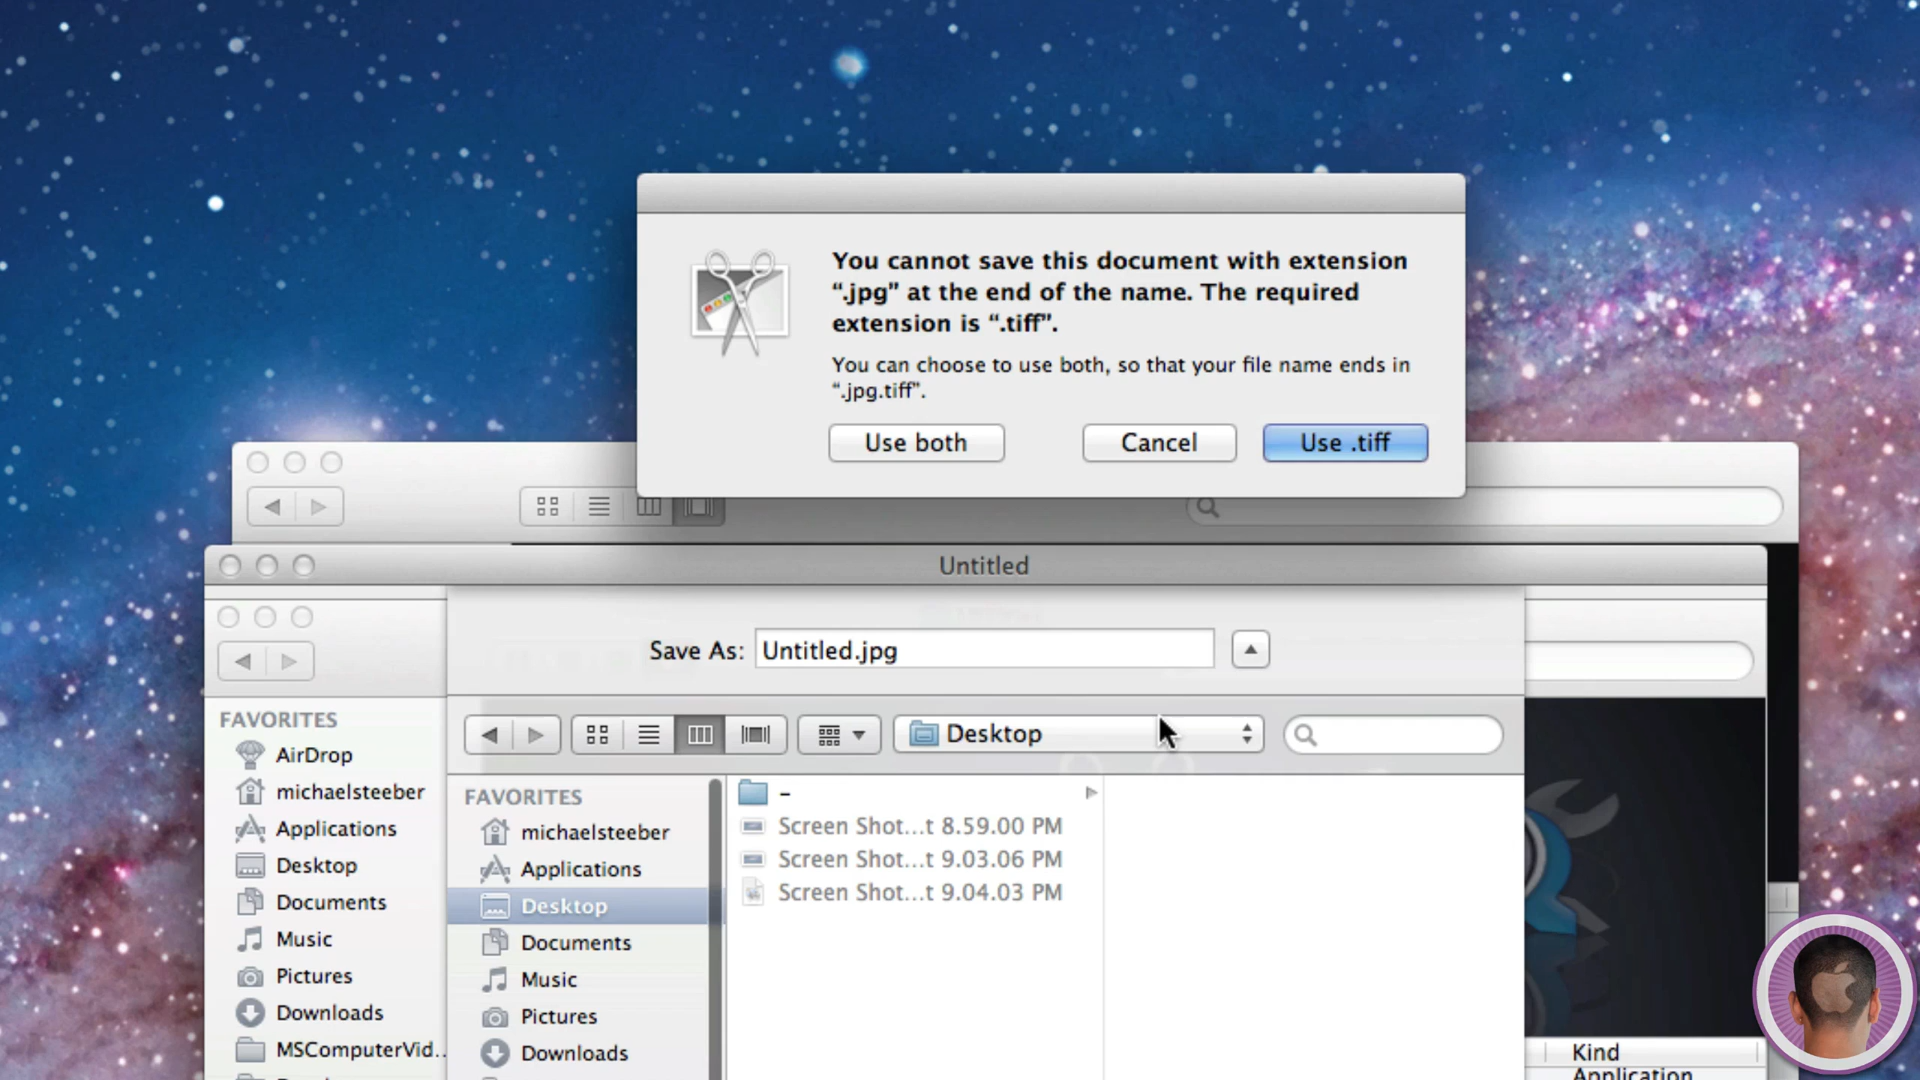 You cannot save this document with extension
“.jpg” at the end of the name. The required
extension is “.tiff”.
You can choose to use both, so that your file name ends in
“.jpg.tiff”.
Use both
Cancel
Use .tiff
Untitled
Save As:
Untitled.jpg
Desktop
FAVORITES
AirDrop
michaelsteeber
Applications
Desktop
Documents
Music
Pictures
Downloads
MSComputerVid...
FAVORITES
michaelsteeber
Applications
Desktop
Documents
Music
Pictures
Downloads
–
Screen Shot...t 8.59.00 PM
Screen Shot...t 9.03.06 PM
Screen Shot...t 9.04.03 PM
Kind
Application